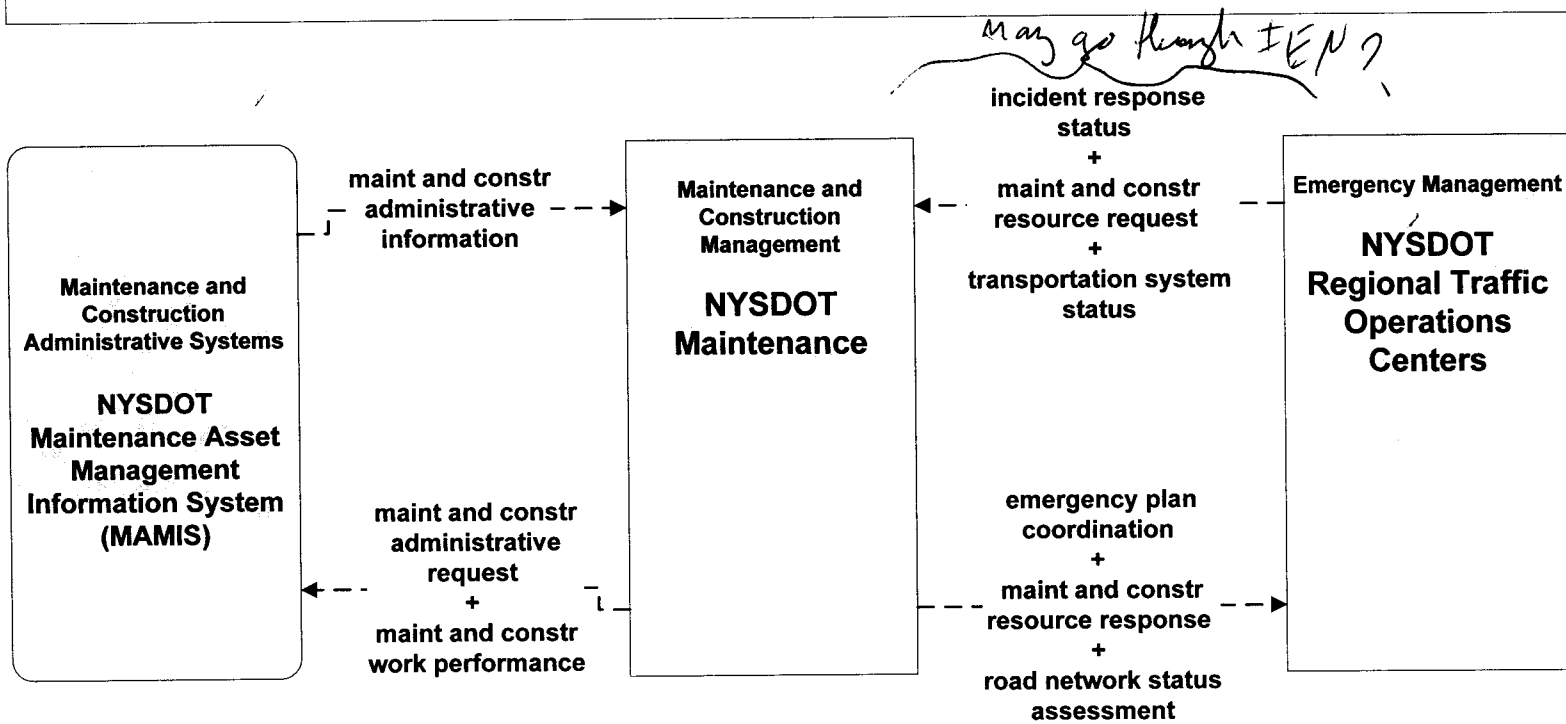 May go through IEN?
maint and constr
administrative
information
incident response
status
+
maint and constr
resource request
+
transportation system
status
Maintenance and
Construction
Administrative Systems
NYSDOT
Maintenance Asset
Management
Information System
(MAMIS)
Maintenance and
Construction
Management
NYSDOT
Maintenance
Emergency Management
NYSDOT
Regional Traffic
Operations
Centers
maint and constr
administrative
request
+
maint and constr
work performance
emergency plan
coordination
+
maint and constr
resource response
+
road network status
assessment